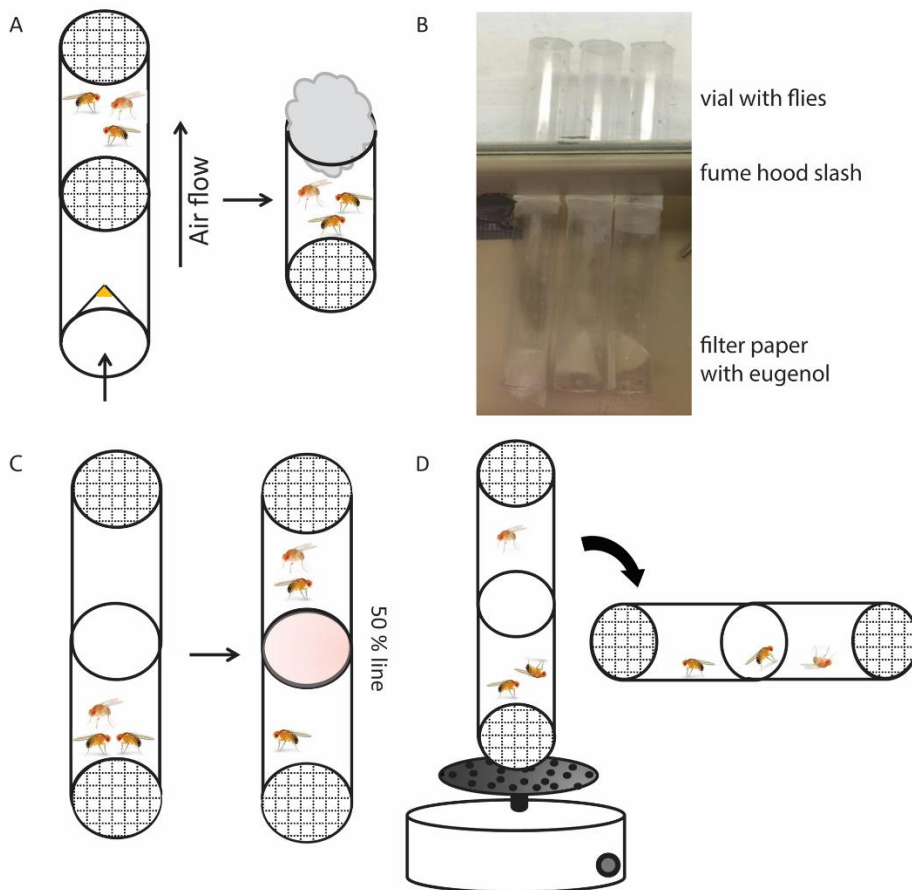 A
Air flow
B
vial with flies
fume hood slash
filter paper
with eugenol
C
50 % line
D